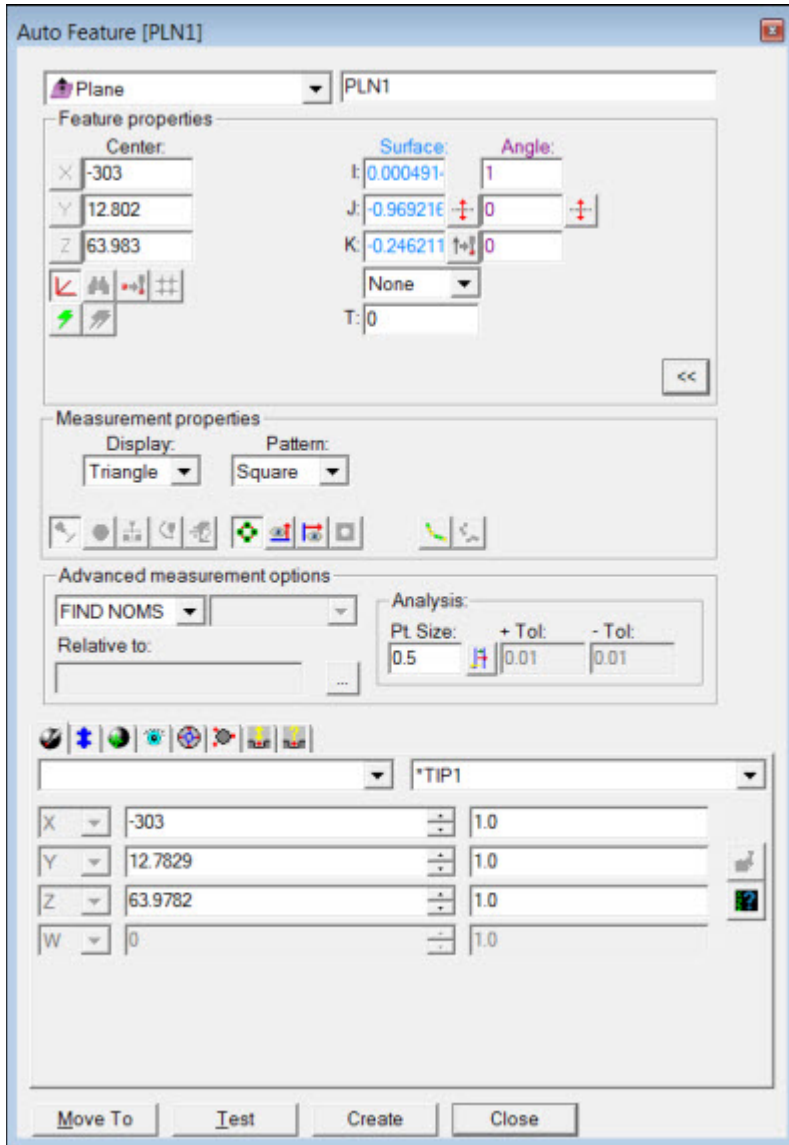 Auto Feature [PLN1]
Plane PLN1
Feature properties
Center: Surface: Angle:
X -303 I: 0.000491 1
Y 12.802 J: -0.969216 0
Z 63.983 K: -0.246211 0
None
T: 0
<<
Measurement properties
Display: Pattern:
Triangle Square
Advanced measurement options
FIND NOMS Analysis:
Pt. Size: + Tol: - Tol:
Relative to: 0.5 0.01 0.01
...
*TIP1
X -303 1.0
Y 12.7829 1.0
Z 63.9782 1.0
W 0 1.0
Move To Test Create Close